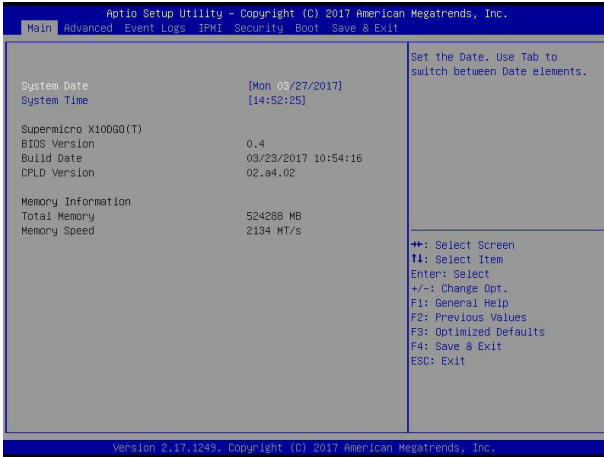 Aptio Setup Utility – Copyright (C) 2017 American Megatrends, Inc.
Main Advanced Event Logs IPMI Security Boot Save & Exit
Set the Date. Use Tab to
switch between Date elements.
System Date [Mon 03/27/2017]
System Time [14:52:25]
Supermicro X10DGO(T)
BIOS Version 0.4
Build Date 03/23/2017 10:54:16
CPLD Version 02.a4.02
Memory Information
Total Memory 524288 MB
Memory Speed 2134 MT/s
→←: Select Screen
↑↓: Select Item
Enter: Select
+/-: Change Opt.
F1: General Help
F2: Previous Values
F3: Optimized Defaults
F4: Save & Exit
ESC: Exit
Version 2.17.1249. Copyright (C) 2017 American Megatrends, Inc.